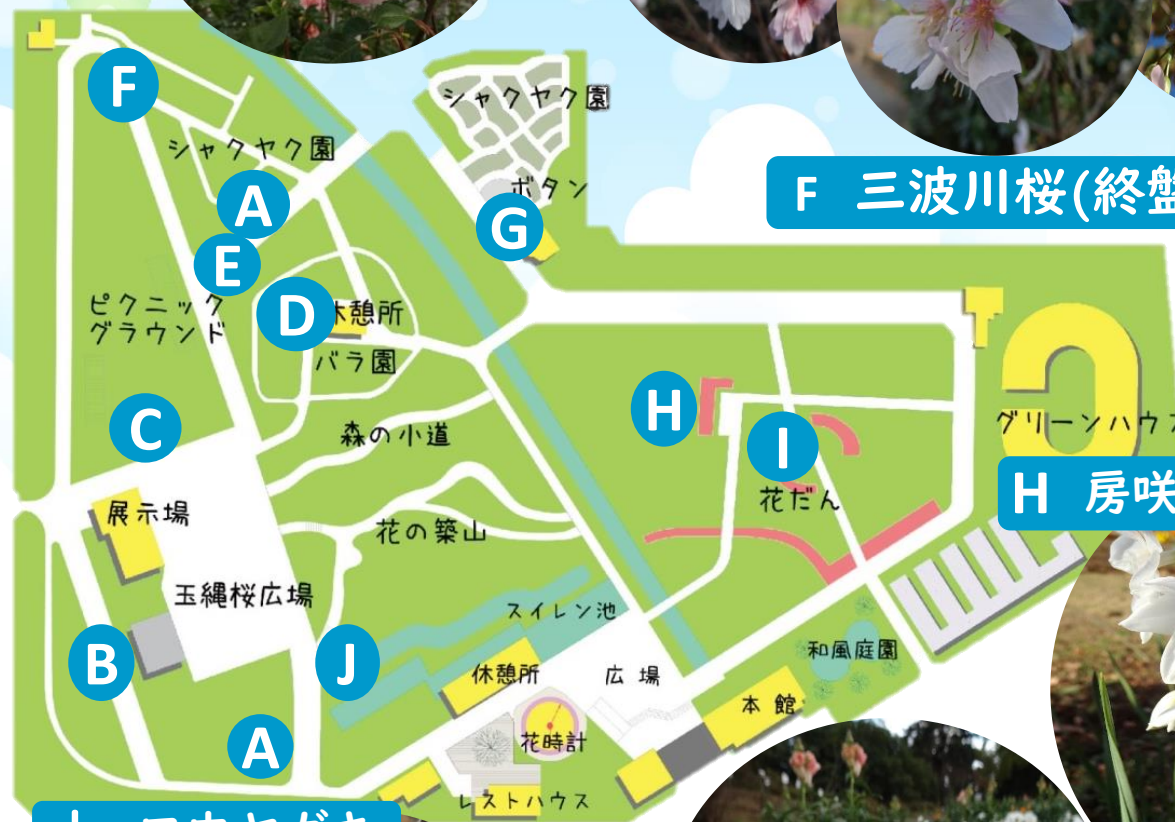 F
シャクヤク園
シャクヤク園
ボタン
A
G
F 三波川桜(終盤
E
ピクニック
グラウンド
D
休憩所
バラ園
H
C
森の小道
I
グリーンハウス
花だん
H 房咲
展示場
花の築山
玉縄桜広場
スイレン池
B
J
休憩所
広場
和風庭園
本館
A
花時計
レストハウス